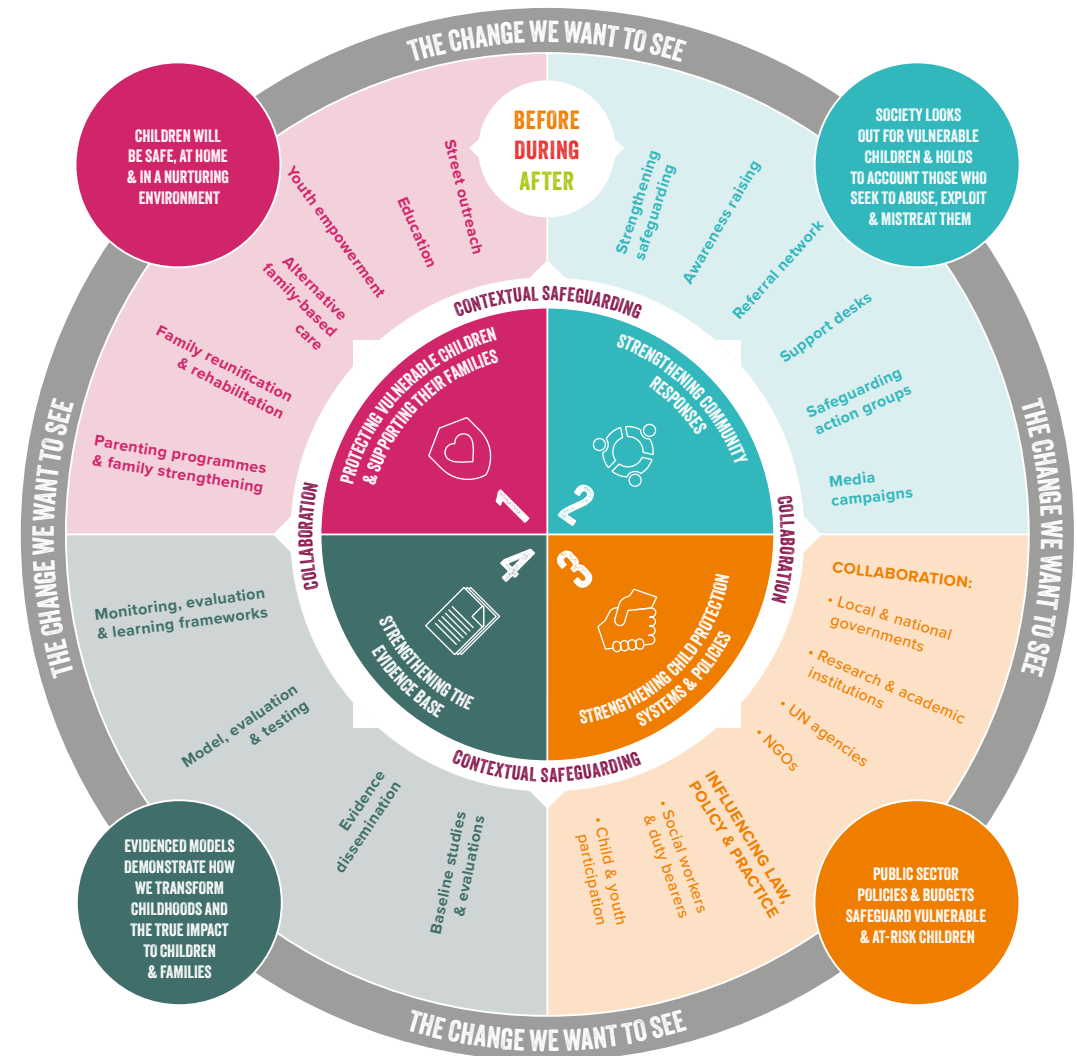 THE CHANGE WE WANT TO SEE
CHILDREN WILL
BE SAFE, AT HOME
& IN A NURTURING
ENVIRONMENT
BEFORE
DURING
AFTER
SOCIETY LOOKS
OUT FOR VULNERABLE
CHILDREN & HOLDS
TO ACCOUNT THOSE WHO
SEEK TO ABUSE, EXPLOIT
& MISTREAT THEM
Street outreach
Education
Youth empowerment
Alternative
family-based
care
Family reunification
& rehabilitation
Parenting programmes
& family strengthening
Strengthening
safeguarding
Awareness raising
Referral network
Support desks
Safeguarding
action groups
Media
campaigns
CONTEXTUAL SAFEGUARDING
PROTECTING VULNERABLE CHILDREN
& SUPPORTING THEIR FAMILIES
1
STRENGTHENING COMMUNITY
RESPONSES
2
THE CHANGE WE WANT TO SEE
COLLABORATION
COLLABORATION
THE CHANGE WE WANT TO SEE
4
STRENGTHENING THE
EVIDENCE BASE
3
STRENGTHENING CHILD PROTECTION
SYSTEMS & POLICIES
CONTEXTUAL SAFEGUARDING
Monitoring, evaluation
& learning frameworks
Model, evaluation
& testing
Evidence
dissemination
Baseline studies
& evaluations
COLLABORATION:
• Local & national
governments
• Research & academic
institutions
• UN agencies
• NGOs
INFLUENCING LAW,
POLICY & PRACTICE
• Social workers
& duty bearers
• Child & youth
participation
EVIDENCED MODELS
DEMONSTRATE HOW
WE TRANSFORM
CHILDHOODS AND
THE TRUE IMPACT
TO CHILDREN
& FAMILIES
PUBLIC SECTOR
POLICIES & BUDGETS
SAFEGUARD VULNERABLE
& AT-RISK CHILDREN
THE CHANGE WE WANT TO SEE